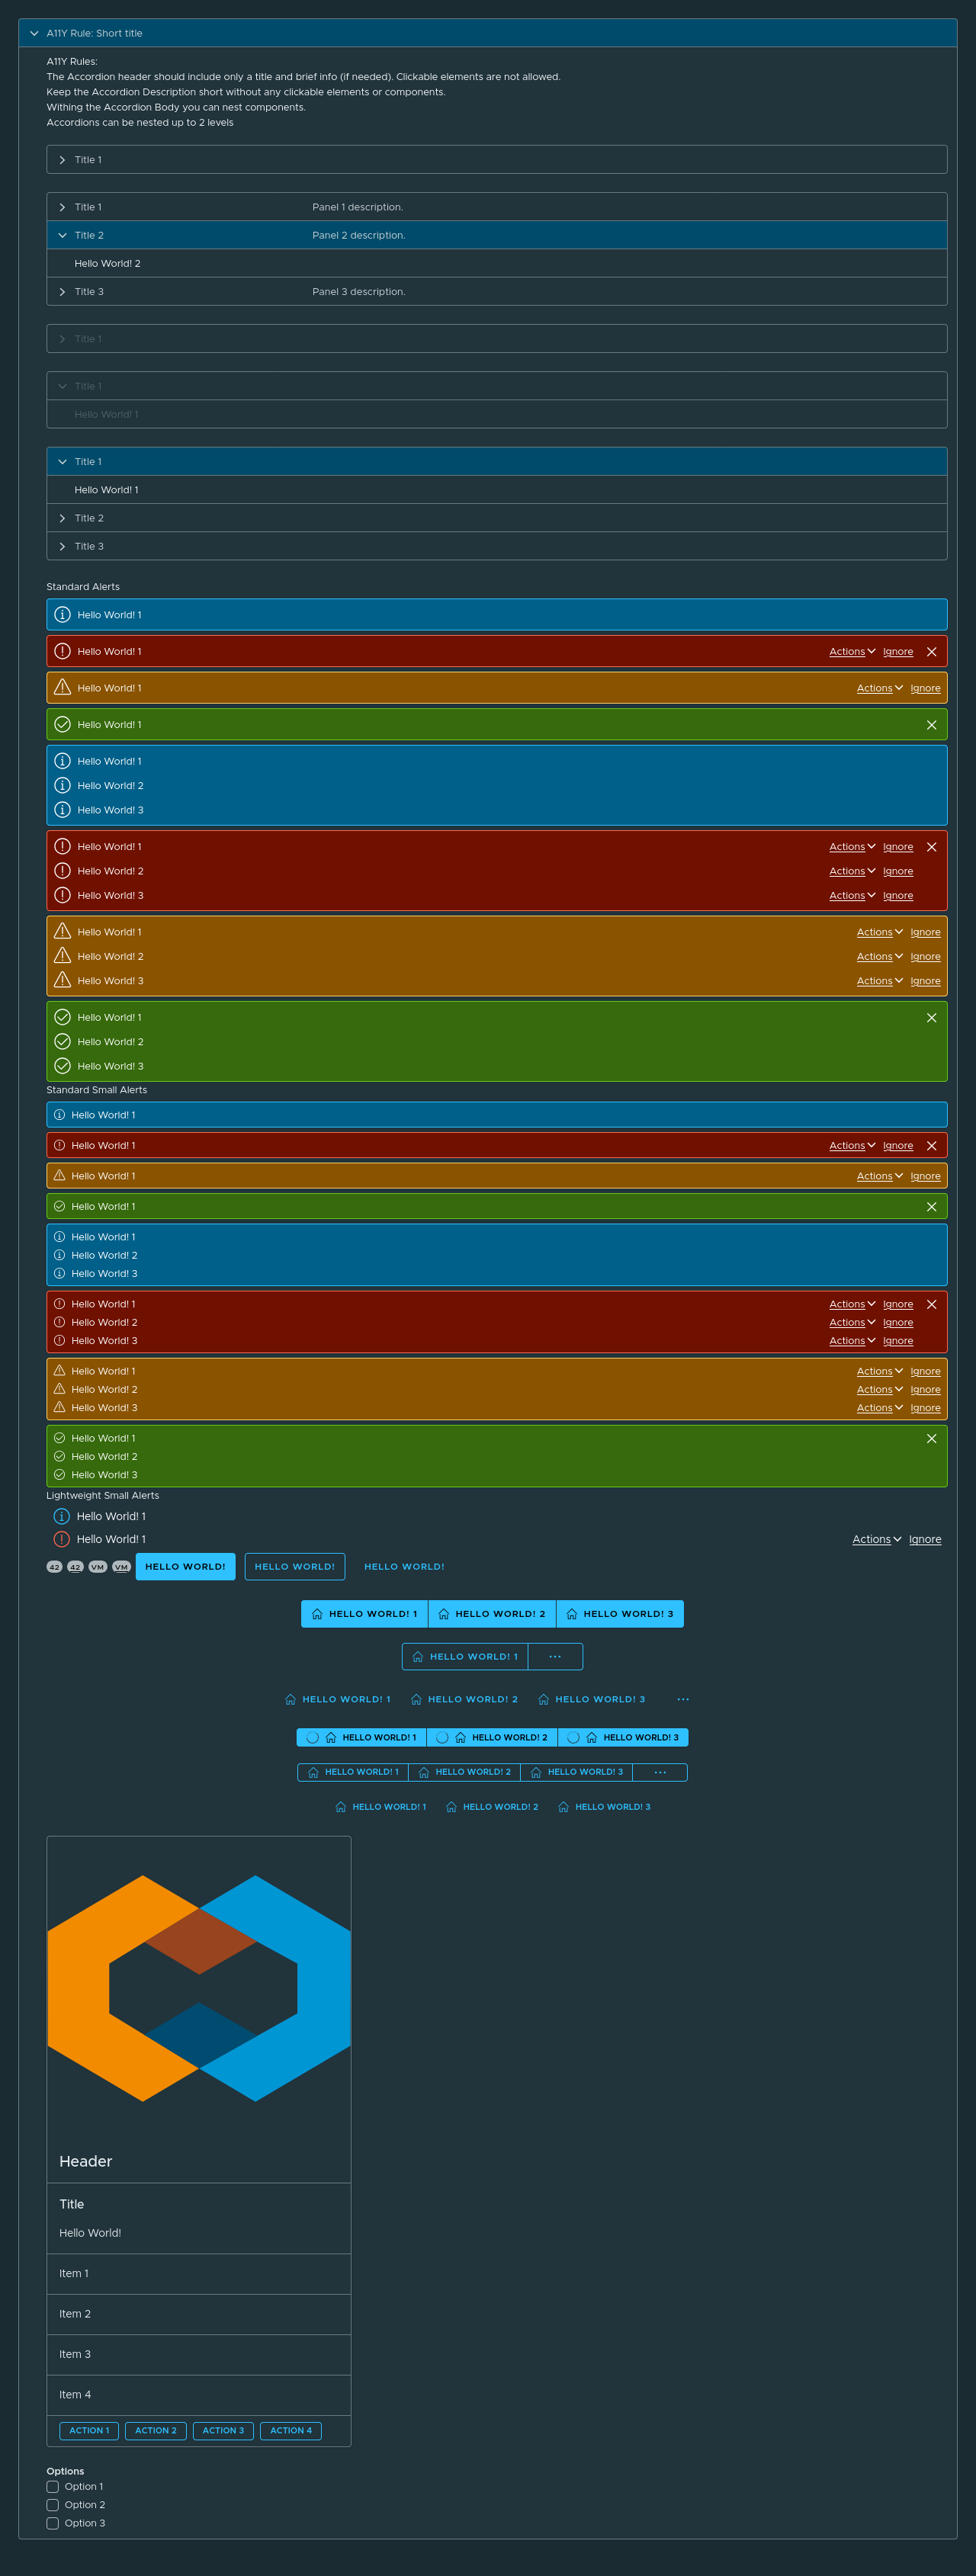 A11Y Rule: Short title
A11Y Rules:
The Accordion header should include only a title and brief info (if needed). Clickable elements are not allowed.
Keep the Accordion Description short without any clickable elements or components.
Withing the Accordion Body you can nest components.
Accordions can be nested up to 2 levels
Title 1
Title 1 Panel 1 description.
Title 2 Panel 2 description.
Hello World! 2
Title 3 Panel 3 description.
Title 1
Title 1
Hello World! 1
Title 1
Hello World! 1
Title 2
Title 3
Standard Alerts
Hello World! 1
Hello World! 1 Actions Ignore
Hello World! 1 Actions Ignore
Hello World! 1
Hello World! 1
Hello World! 2
Hello World! 3
Hello World! 1 Actions Ignore
Hello World! 2 Actions Ignore
Hello World! 3 Actions Ignore
Hello World! 1 Actions Ignore
Hello World! 2 Actions Ignore
Hello World! 3 Actions Ignore
Hello World! 1
Hello World! 2
Hello World! 3
Standard Small Alerts
Hello World! 1
Hello World! 1 Actions Ignore
Hello World! 1 Actions Ignore
Hello World! 1
Hello World! 1
Hello World! 2
Hello World! 3
Hello World! 1 Actions Ignore
Hello World! 2 Actions Ignore
Hello World! 3 Actions Ignore
Hello World! 1 Actions Ignore
Hello World! 2 Actions Ignore
Hello World! 3 Actions Ignore
Hello World! 1
Hello World! 2
Hello World! 3
Lightweight Small Alerts
Hello World! 1
Hello World! 1 Actions Ignore
42 42 VM VM HELLO WORLD! HELLO WORLD! HELLO WORLD!
HELLO WORLD! 1 HELLO WORLD! 2 HELLO WORLD! 3
HELLO WORLD! 1 ...
HELLO WORLD! 1 HELLO WORLD! 2 HELLO WORLD! 3 ...
HELLO WORLD! 1 HELLO WORLD! 2 HELLO WORLD! 3
HELLO WORLD! 1 HELLO WORLD! 2 HELLO WORLD! 3 ...
HELLO WORLD! 1 HELLO WORLD! 2 HELLO WORLD! 3
Header
Title
Hello World!
Item 1
Item 2
Item 3
Item 4
ACTION 1 ACTION 2 ACTION 3 ACTION 4
Options
Option 1
Option 2
Option 3